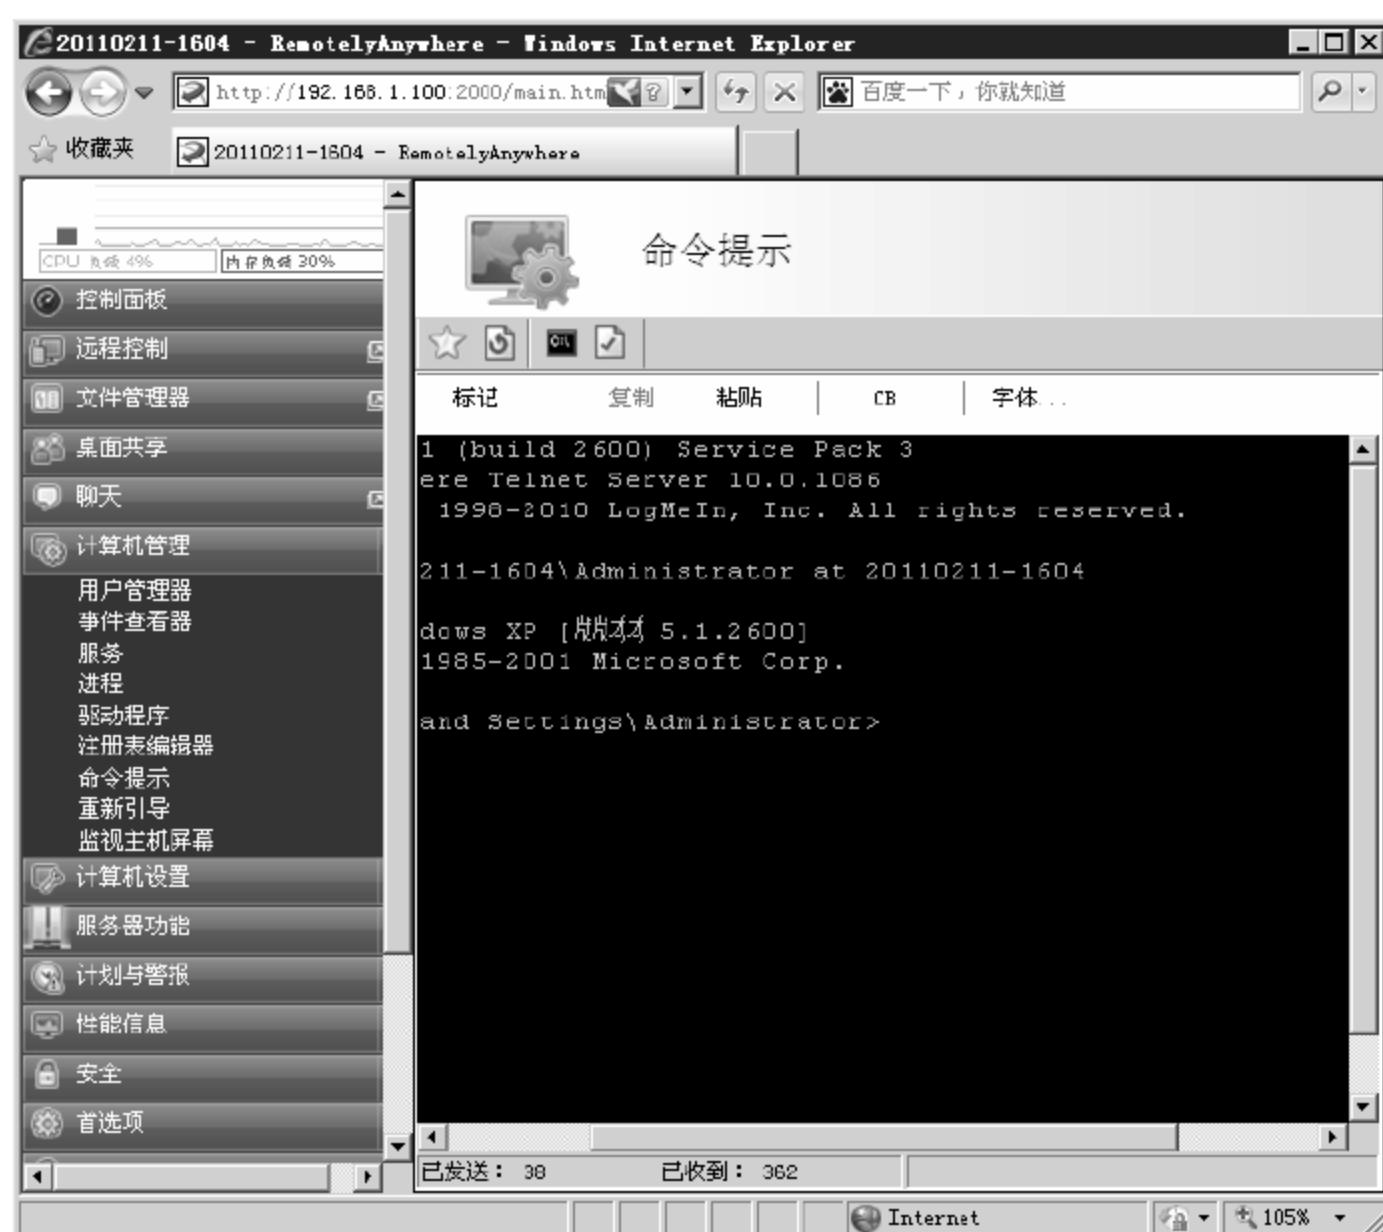 20110211-1604 - RemotelyAnywhere - Windows Internet Explorer
http://192.168.1.100:2000/main.htm
百度一下，你就知道
收藏夹
20110211-1604 - RemotelyAnywhere
CPU 负载 4%
内存负载 30%
控制面板
远程控制
文件管理器
桌面共享
聊天
计算机管理
用户管理器
事件查看器
服务
进程
驱动程序
注册表编辑器
命令提示
重新引导
监视主机屏幕
计算机设置
服务器功能
计划与警报
性能信息
安全
首选项
命令提示
标记 复制 粘贴 CB 字体...
1 (build 2600) Service Pack 3
ere Telnet Server 10.0.1086
1998-2010 LogMeIn, Inc. All rights reserved.
211-1604\Administrator at 20110211-1604
dows XP [ 5.1.2600]
1985-2001 Microsoft Corp.
and Settings\Administrator>
已发送： 38 已收到： 362
Internet
105%